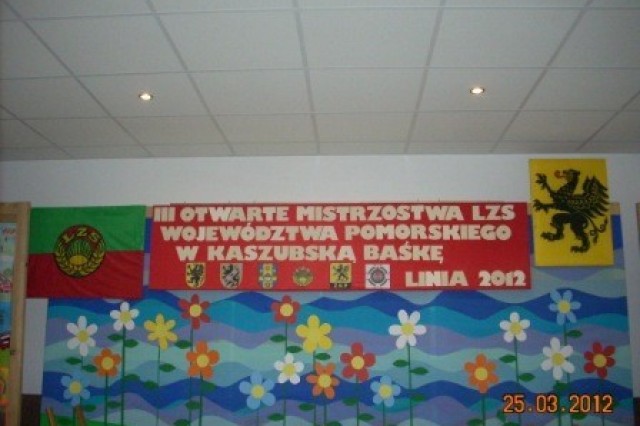 III OTWARTE MISTRZOSTWA LZS
WOJEWÓDZTWA POMORSKIEGO
W KASZUBSKĄ BAŚKĘ
LINIA 2012
LZS
25.03.2012